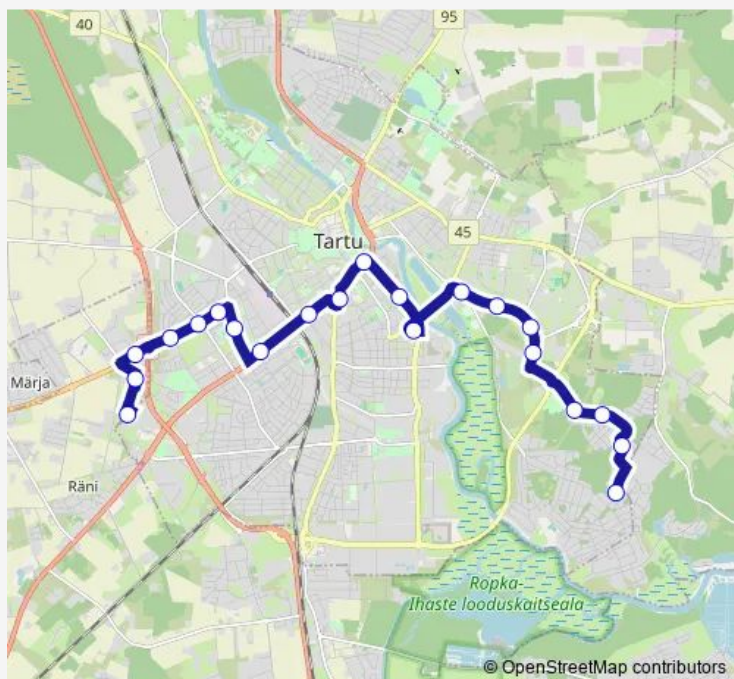 40
95
Tartu
45
Märja
Räni
Ropka-
Ihaste looduskaitseala
© OpenStreetMap contributors